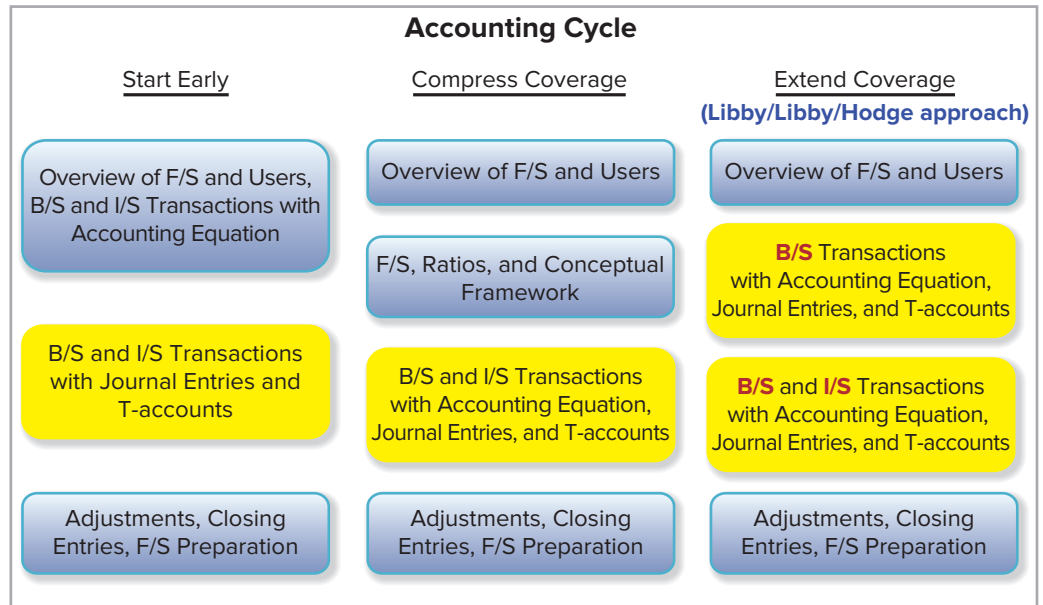 Accounting Cycle
Start Early
Overview of F/S and Users,
B/S and I/S Transactions with
Accounting Equation
B/S and I/S Transactions
with Journal Entries and
T-accounts
Adjustments, Closing
Entries, F/S Preparation
Compress Coverage
Overview of F/S and Users
F/S, Ratios, and Conceptual
Framework
B/S and I/S Transactions
with Accounting Equation,
Journal Entries, and T-accounts
Adjustments, Closing
Entries, F/S Preparation
Extend Coverage
(Libby/Libby/Hodge approach)
Overview of F/S and Users
B/S Transactions
with Accounting Equation,
Journal Entries, and T-accounts
B/S and I/S Transactions
with Accounting Equation,
Journal Entries, and T-accounts
Adjustments, Closing
Entries, F/S Preparation